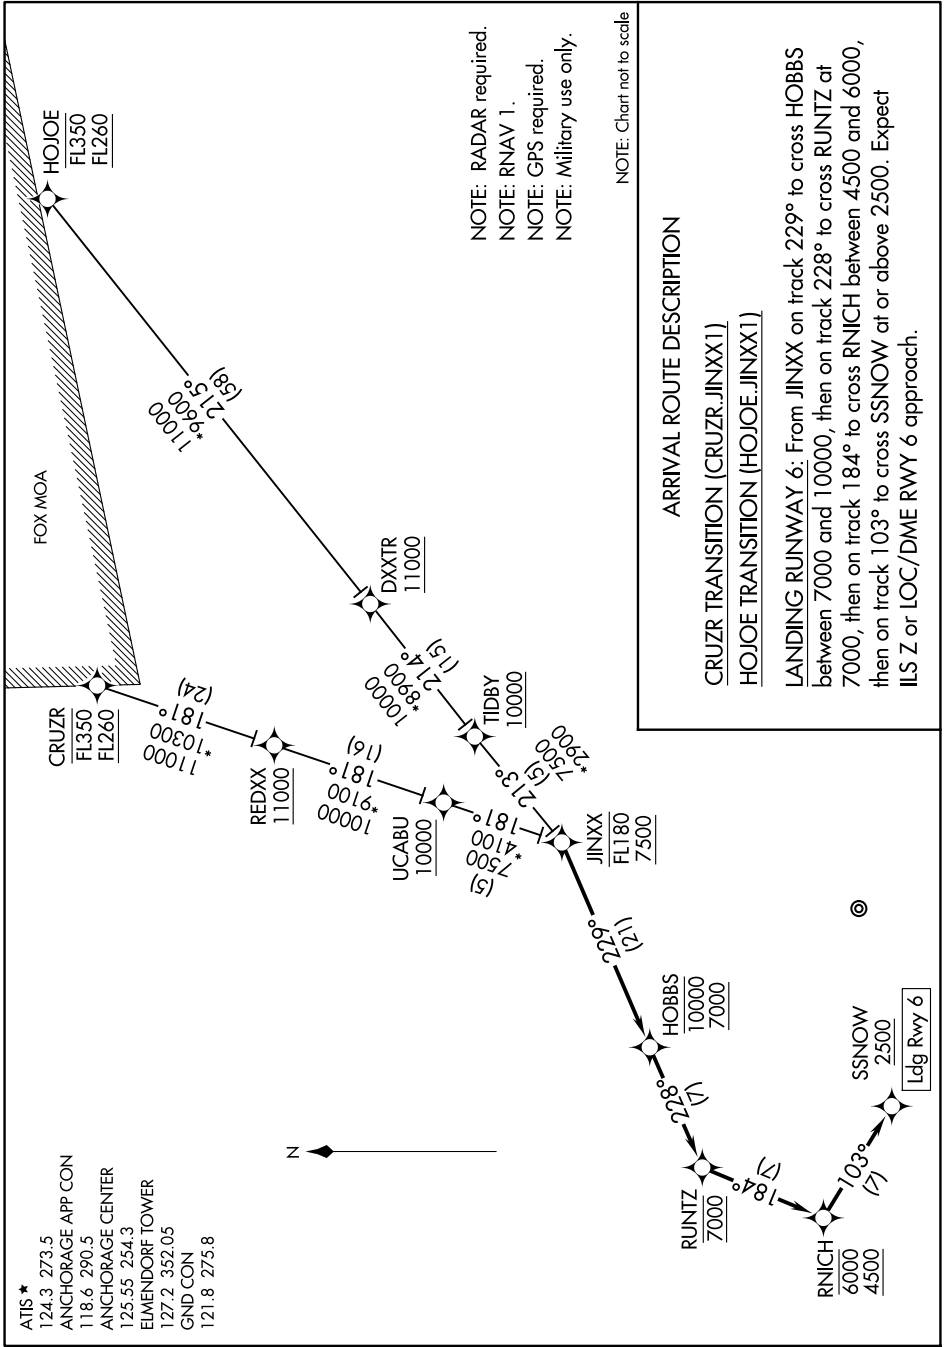 ATIS ★
124.3 273.5
ANCHORAGE APP CON
118.6 290.5
ANCHORAGE CENTER
125.55 254.3
ELMENDORF TOWER
127.2 352.05
GND CON
121.8 275.8
N
FOX MOA
CRUZR
FL350
FL260
HOJOE
FL350
FL260
11000
*10300
181°
(24)
REDXX
11000
11000
*9600
215°
(58)
10000
*9100
181°
(16)
DXXTR
11000
UCABU
10000
10000
*8900
214°
(15)
TIDBY
10000
(5)
7500
*4100
181°
213°
(5)
7500
*2900
JINXX
FL180
7500
229°
(21)
HOBBS
10000
7000
228°
(7)
RUNTZ
7000
184°
(7)
RNICH
6000
4500
103°
(7)
SSNOW
2500
Ldg Rwy 6
NOTE: RADAR required.
NOTE: RNAV 1.
NOTE: GPS required.
NOTE: Military use only.
NOTE: Chart not to scale
ARRIVAL ROUTE DESCRIPTION
CRUZR TRANSITION (CRUZR.JINXX1)
HOJOE TRANSITION (HOJOE.JINXX1)
LANDING RUNWAY 6: From JINXX on track 229° to cross HOBBS
between 7000 and 10000, then on track 228° to cross RUNTZ at
7000, then on track 184° to cross RNICH between 4500 and 6000,
then on track 103° to cross SSNOW at or above 2500. Expect
ILS Z or LOC/DME RWY 6 approach.